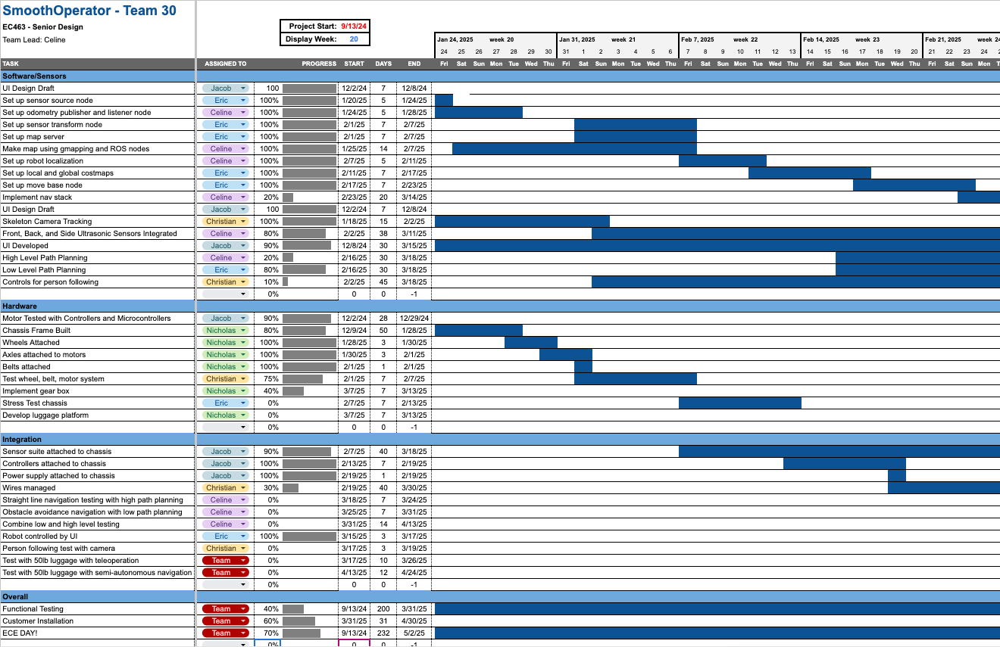 SmoothOperator - Team 30
EC463 - Senior Design Project Start: 9/13/24
Team Lead: Celine Display Week: 20 Jan 24, 2025 week 20 Jan 31, 2025 week 21 Feb 7, 2025 week 22 Feb 14, 2025 week 23 Feb 21, 2025
24 25 26 27 28 29 30 31 1 2 3 4 5 6 7 8 9 10 11 12 13 14 15 16 17 18 19 20 21 22 23 24
TASK ASSIGNED TO PROGRESS START DAYS END Fri Sat Sun Mon Tue Wed Thu Fri Sat Sun Mon Tue Wed Thu Fri Sat Sun Mon Tue Wed Thu Fri Sat Sun Mon Tue Wed Thu Fri Sat Sun Mon
Software/Sensors
UI Design Draft Jacob 100 12/2/24 7 12/8/24
Set up sensor source node Eric 100% 1/20/25 5 1/24/25
Set up odometry publisher and listener node Celine 100% 1/24/25 5 1/28/25
Set up sensor transform node Eric 100% 2/1/25 7 2/7/25
Set up map server Eric 100% 2/1/25 7 2/7/25
Make map using gmapping and ROS nodes Celine 100% 1/25/25 14 2/7/25
Set up robot localization Celine 100% 2/7/25 5 2/11/25
Set up local and global costmaps Eric 100% 2/11/25 7 2/17/25
Set up move base node Eric 100% 2/17/25 7 2/23/25
Implement nav stack Celine 20% 2/23/25 20 3/14/25
UI Design Draft Jacob 100 12/2/24 7 12/8/24
Skeleton Camera Tracking Christian 100% 1/18/25 15 2/2/25
Front, Back, and Side Ultrasonic Sensors Integrated Celine 80% 2/2/25 38 3/11/25
UI Developed Jacob 90% 12/8/24 30 3/15/25
High Level Path Planning Celine 20% 2/16/25 30 3/18/25
Low Level Path Planning Eric 80% 2/16/25 30 3/18/25
Controls for person following Christian 10% 2/2/25 45 3/18/25
0% 0 0 -1
Hardware
Motor Tested with Controllers and Microcontrollers Jacob 90% 12/2/24 28 12/29/24
Chassis Frame Built Nicholas 80% 12/9/24 50 1/28/25
Wheels Attached Nicholas 100% 1/28/25 3 1/30/25
Axles attached to motors Nicholas 100% 1/30/25 3 2/1/25
Belts attached Nicholas 100% 2/1/25 1 2/1/25
Test wheel, belt, motor system Christian 75% 2/1/25 7 2/7/25
Implement gear box Nicholas 40% 3/7/25 7 3/13/25
Stress Test chassis Eric 0% 2/7/25 7 2/13/25
Develop luggage platform Nicholas 0% 3/7/25 7 3/13/25
0% 0 0 -1
Integration
Sensor suite attached to chassis Jacob 90% 2/7/25 40 3/18/25
Controllers attached to chassis Jacob 100% 2/13/25 7 2/19/25
Power supply attached to chassis Jacob 100% 2/19/25 1 2/19/25
Wires managed Christian 30% 2/19/25 40 3/30/25
Straight line navigation testing with high path planning Celine 0% 3/18/25 7 3/24/25
Obstacle avoidance navigation with low path planning Celine 0% 3/25/25 7 3/31/25
Combine low and high level testing Celine 0% 3/31/25 14 4/13/25
Robot controlled by UI Eric 100% 3/15/25 3 3/17/25
Person following test with camera Christian 0% 3/17/25 3 3/19/25
Test with 50lb luggage with teleoperation Team 0% 3/17/25 10 3/26/25
Test with 50lb luggage with semi-autonomous navigation Team 0% 4/13/25 12 4/24/25
0% 0 0 -1
Overall
Functional Testing Team 40% 9/13/24 200 3/31/25
Customer Installation Team 60% 3/31/25 31 4/30/25
ECE DAY! Team 70% 9/13/24 232 5/2/25
0% 0 0 -1